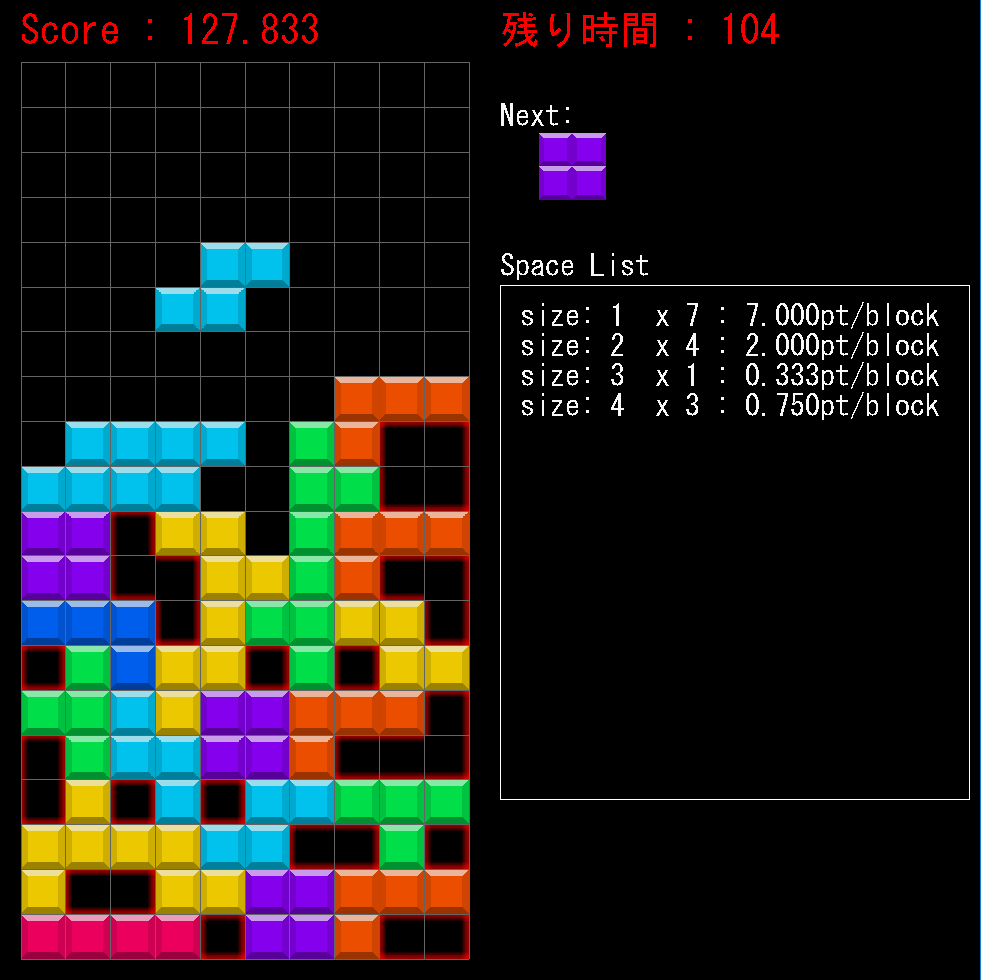 Score : 127.833
残り時間 : 104
Next:
Space List
size: 1 x 7 : 7.000pt/block
size: 2 x 4 : 2.000pt/block
size: 3 x 1 : 0.333pt/block
size: 4 x 3 : 0.750pt/block